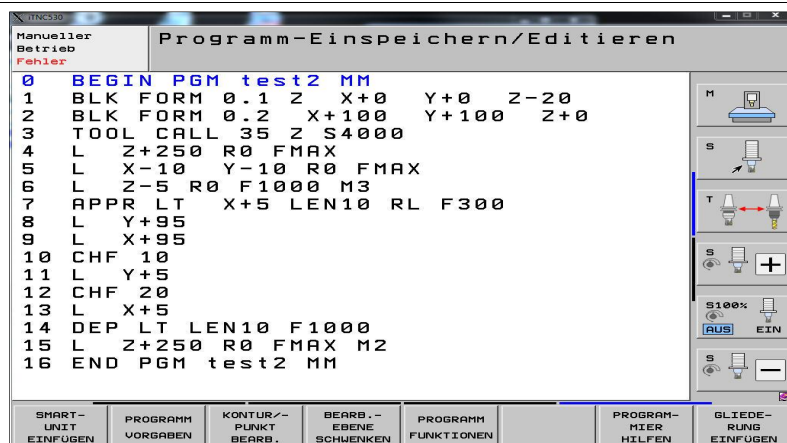 iTNC530
Manueller
Betrieb
Fehler
Programm-Einspeichern/Editieren
0 BEGIN PGM test2 MM
1 BLK FORM 0.1 Z X+0 Y+0 Z-20
2 BLK FORM 0.2 X+100 Y+100 Z+0
3 TOOL CALL 35 Z S4000
4 L Z+250 R0 FMAX
5 L X-10 Y-10 R0 FMAX
6 L Z-5 R0 F1000 M3
7 APPR LT X+5 LEN10 RL F300
8 L Y+95
9 L X+95
10 CHF 10
11 L Y+5
12 CHF 20
13 L X+5
14 DEP LT LEN10 F1000
15 L Z+250 R0 FMAX M2
16 END PGM test2 MM
M
S
T
S
S100%
AUS EIN
S
SMART-
UNIT
EINFÜGEN
PROGRAMM
VORGABEN
KONTUR/-
PUNKT
BEARB.
BEARB.-
EBENE
SCHWENKEN
PROGRAMM
FUNKTIONEN
PROGRAM-
MIER
HILFEN
GLIEDE-
RUNG
EINFÜGEN